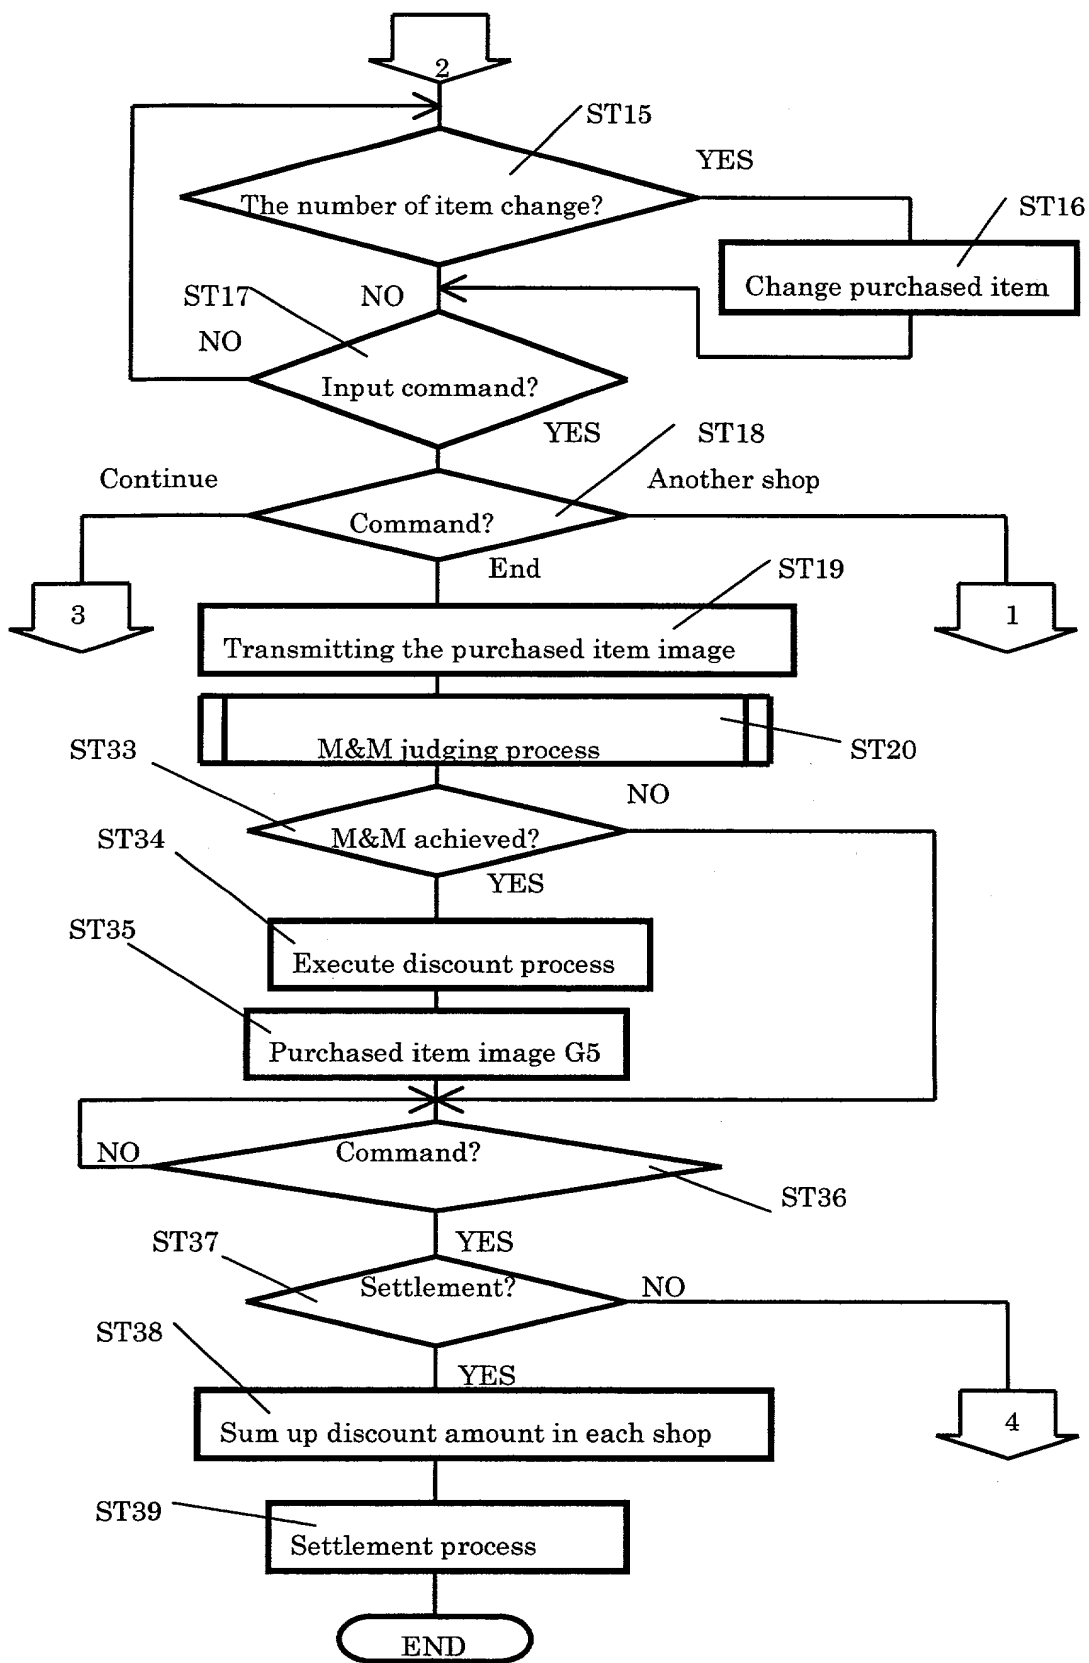 2
ST15
YES
The number of item change?
ST16
Change purchased item
ST17
NO
NO
Input command?
YES
ST18
Continue
Another shop
Command?
End
ST19
3
1
Transmitting the purchased item image
M&M judging process
ST20
ST33
NO
M&M achieved?
ST34
YES
ST35
Execute discount process
Purchased item image G5
Command?
NO
ST36
ST37
YES
Settlement?
NO
ST38
YES
Sum up discount amount in each shop
4
ST39
Settlement process
END